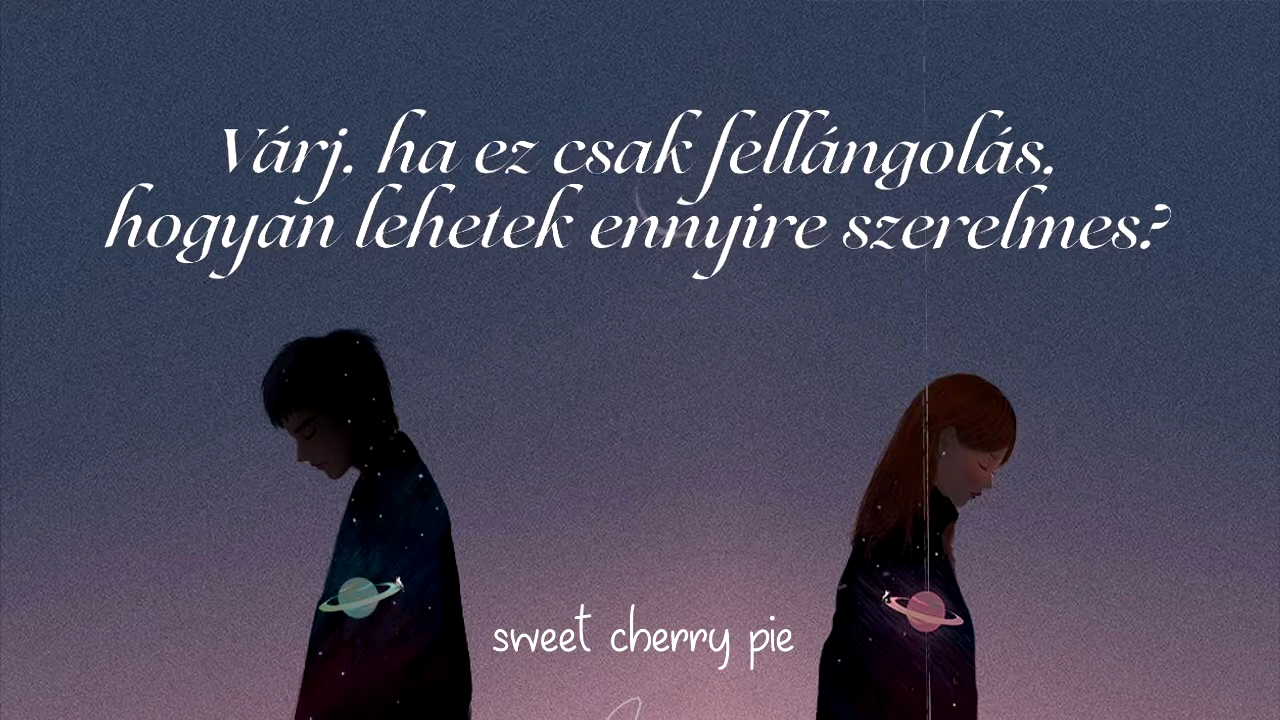 Várj, ha ez csak fellángolás,
hogyan lehetek ennyire szerelmes?
sweet cherry pie